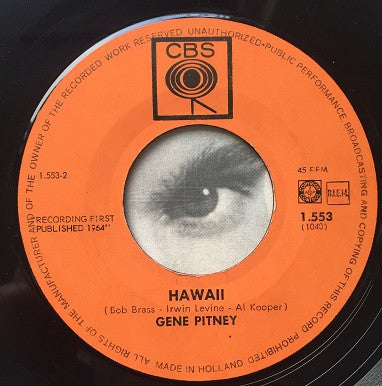 ALL RIGHTS OF THE MANUFACTURER AND OF THE OWNER OF THE RECORDED WORK RESERVED UNAUTHORIZED•PUBLIC PERFORMANCE, BROADCASTING AND COPYING OF THIS RECORD PROHIBITED
CBS
1.553-2
45 RPM
B.I.E.M.
"RECORDING FIRST
PUBLISHED 1964"
1.553
(1040)
HAWAII
(Bob Brass - Irwin Levine - Al Kooper)
GENE PITNEY
MADE IN HOLLAND